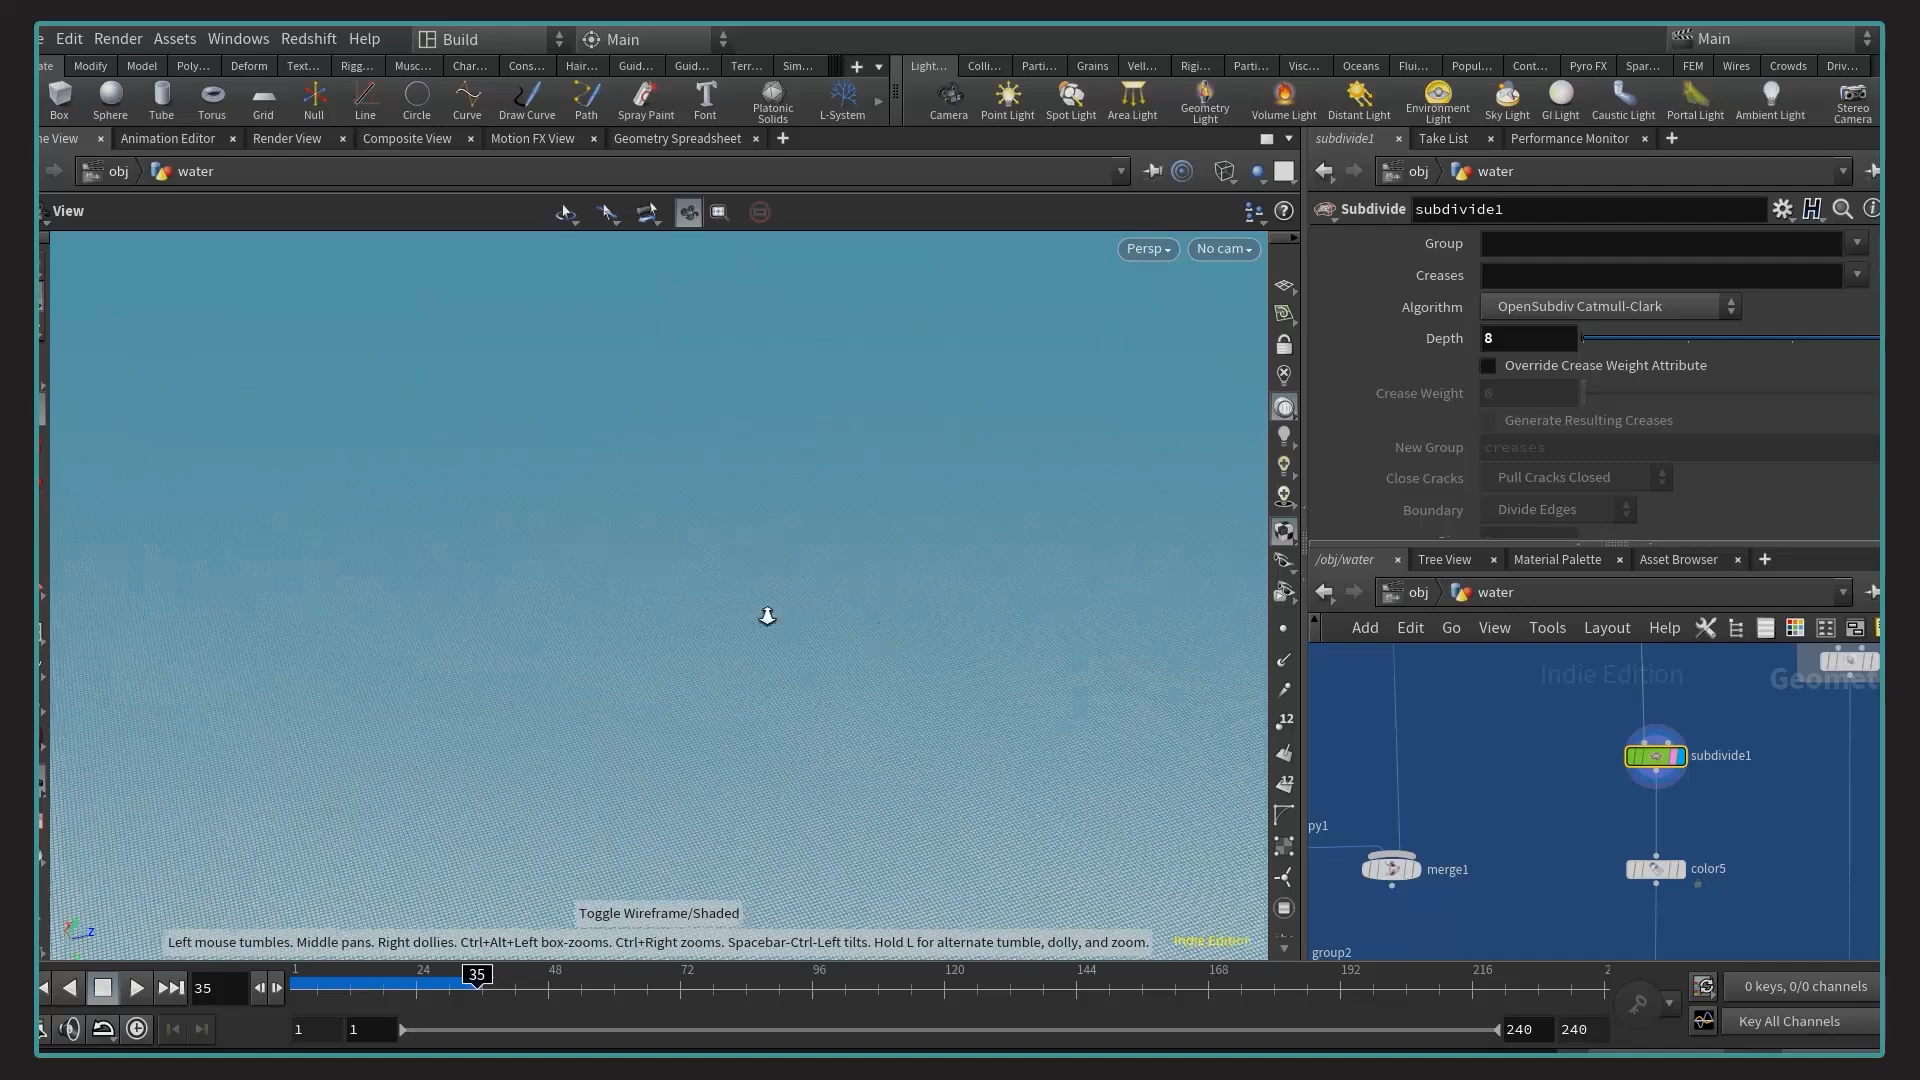 e Edit Render Assets Windows Redshift Help Build Main Main
ate Modify Model Poly... Deform Text... Rigg... Musc... Char... Cons... Hair... Guid... Guid... Terr... Sim...
Light... Colli... Parti... Grains Vell... Rigi... Parti... Visc... Oceans Flui... Popul... Cont... Pyro FX Spar... FEM Wires Crowds Driv...
Box Sphere Tube Torus Grid Null Line Circle Curve Draw Curve Path Spray Paint Font Platonic Solids L-System
Camera Point Light Spot Light Area Light Geometry Light Volume Light Distant Light Environment Light Sky Light GI Light Caustic Light Portal Light Ambient Light Stereo Camera
ne View Animation Editor Render View Composite View Motion FX View Geometry Spreadsheet
subdivide1 Take List Performance Monitor
obj water
obj water
View
Subdivide subdivide1
Persp No cam
Group
Creases
Algorithm OpenSubdiv Catmull-Clark
Depth 8
Override Crease Weight Attribute
Crease Weight 0
Generate Resulting Creases
New Group creases
Close Cracks Pull Cracks Closed
Boundary Divide Edges
/obj/water Tree View Material Palette Asset Browser
obj water
Add Edit Go View Tools Layout Help
Indie Edition
Geomet
12
subdivide1
12
py1
merge1
color5
group2
Toggle Wireframe/Shaded
Left mouse tumbles. Middle pans. Right dollies. Ctrl+Alt+Left box-zooms. Ctrl+Right zooms. Spacebar-Ctrl-Left tilts. Hold L for alternate tumble, dolly, and zoom.
Indie Edition
z
1 24 35 48 72 96 120 144 168 192 216 2
35
0 keys, 0/0 channels
1 1 240 240
Key All Channels